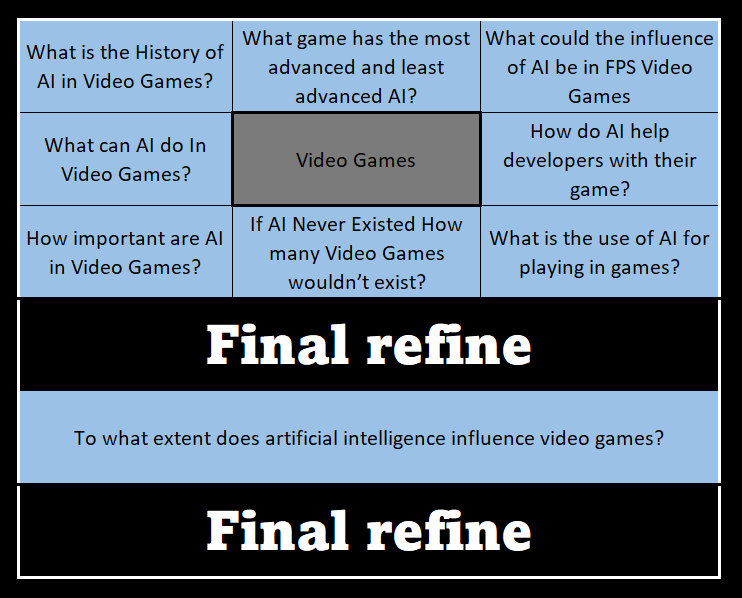 What is the History of
AI in Video Games?
What game has the most
advanced and least
advanced AI?
What could the influence
of AI be in FPS Video
Games
What can AI do In
Video Games?
Video Games
How do AI help
developers with their
game?
How important are AI
in Video Games?
If AI Never Existed How
many Video Games
wouldn’t exist?
What is the use of AI for
playing in games?
Final refine
To what extent does artificial intelligence influence video games?
Final refine